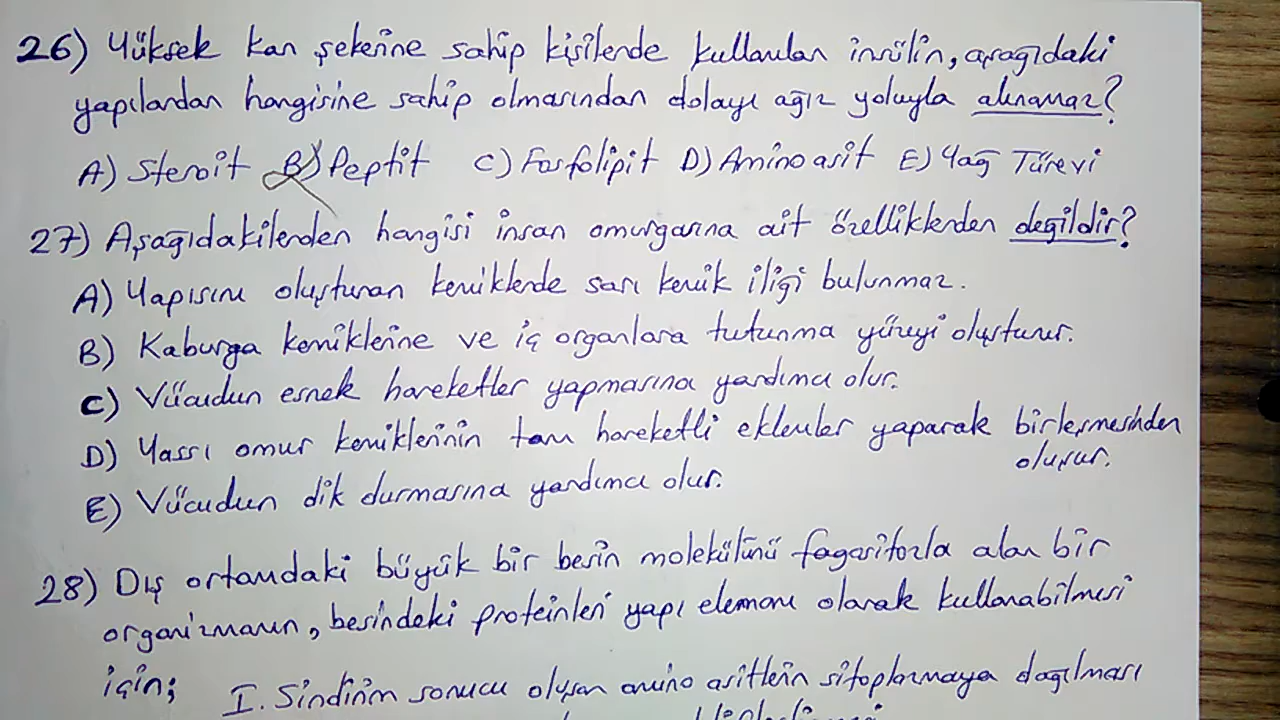 26) Yüksek kan şekerine sahip kişilerde kullanılan insülin, aşağıdaki
yapılardan hangisine sahip olmasından dolayı ağız yoluyla alınamaz?
A) Steroit B) Peptit C) Fosfolipit D) Amino asit E) Yağ Türevi
27) Aşağıdakilerden hangisi insan omurgasına ait özelliklerden değildir?
A) Yapısını oluşturan kemiklerde sarı kemik iliği bulunmaz.
B) Kaburga kemiklerine ve iç organlara tutunma yüzeyi oluşturur.
C) Vücudun esnek hareketler yapmasına yardımcı olur.
D) Yassı omur kemiklerinin tam hareketli eklemler yaparak birleşmesinden
oluşur.
E) Vücudun dik durmasına yardımcı olur.
28) Dış ortamdaki büyük bir besin molekülünü fagositozla alan bir
organizmanın, besindeki proteinleri yapı elemanı olarak kullanabilmesi
için;
I. Sindirim sonucu oluşan amino asitlerin sitoplazmaya dağılması